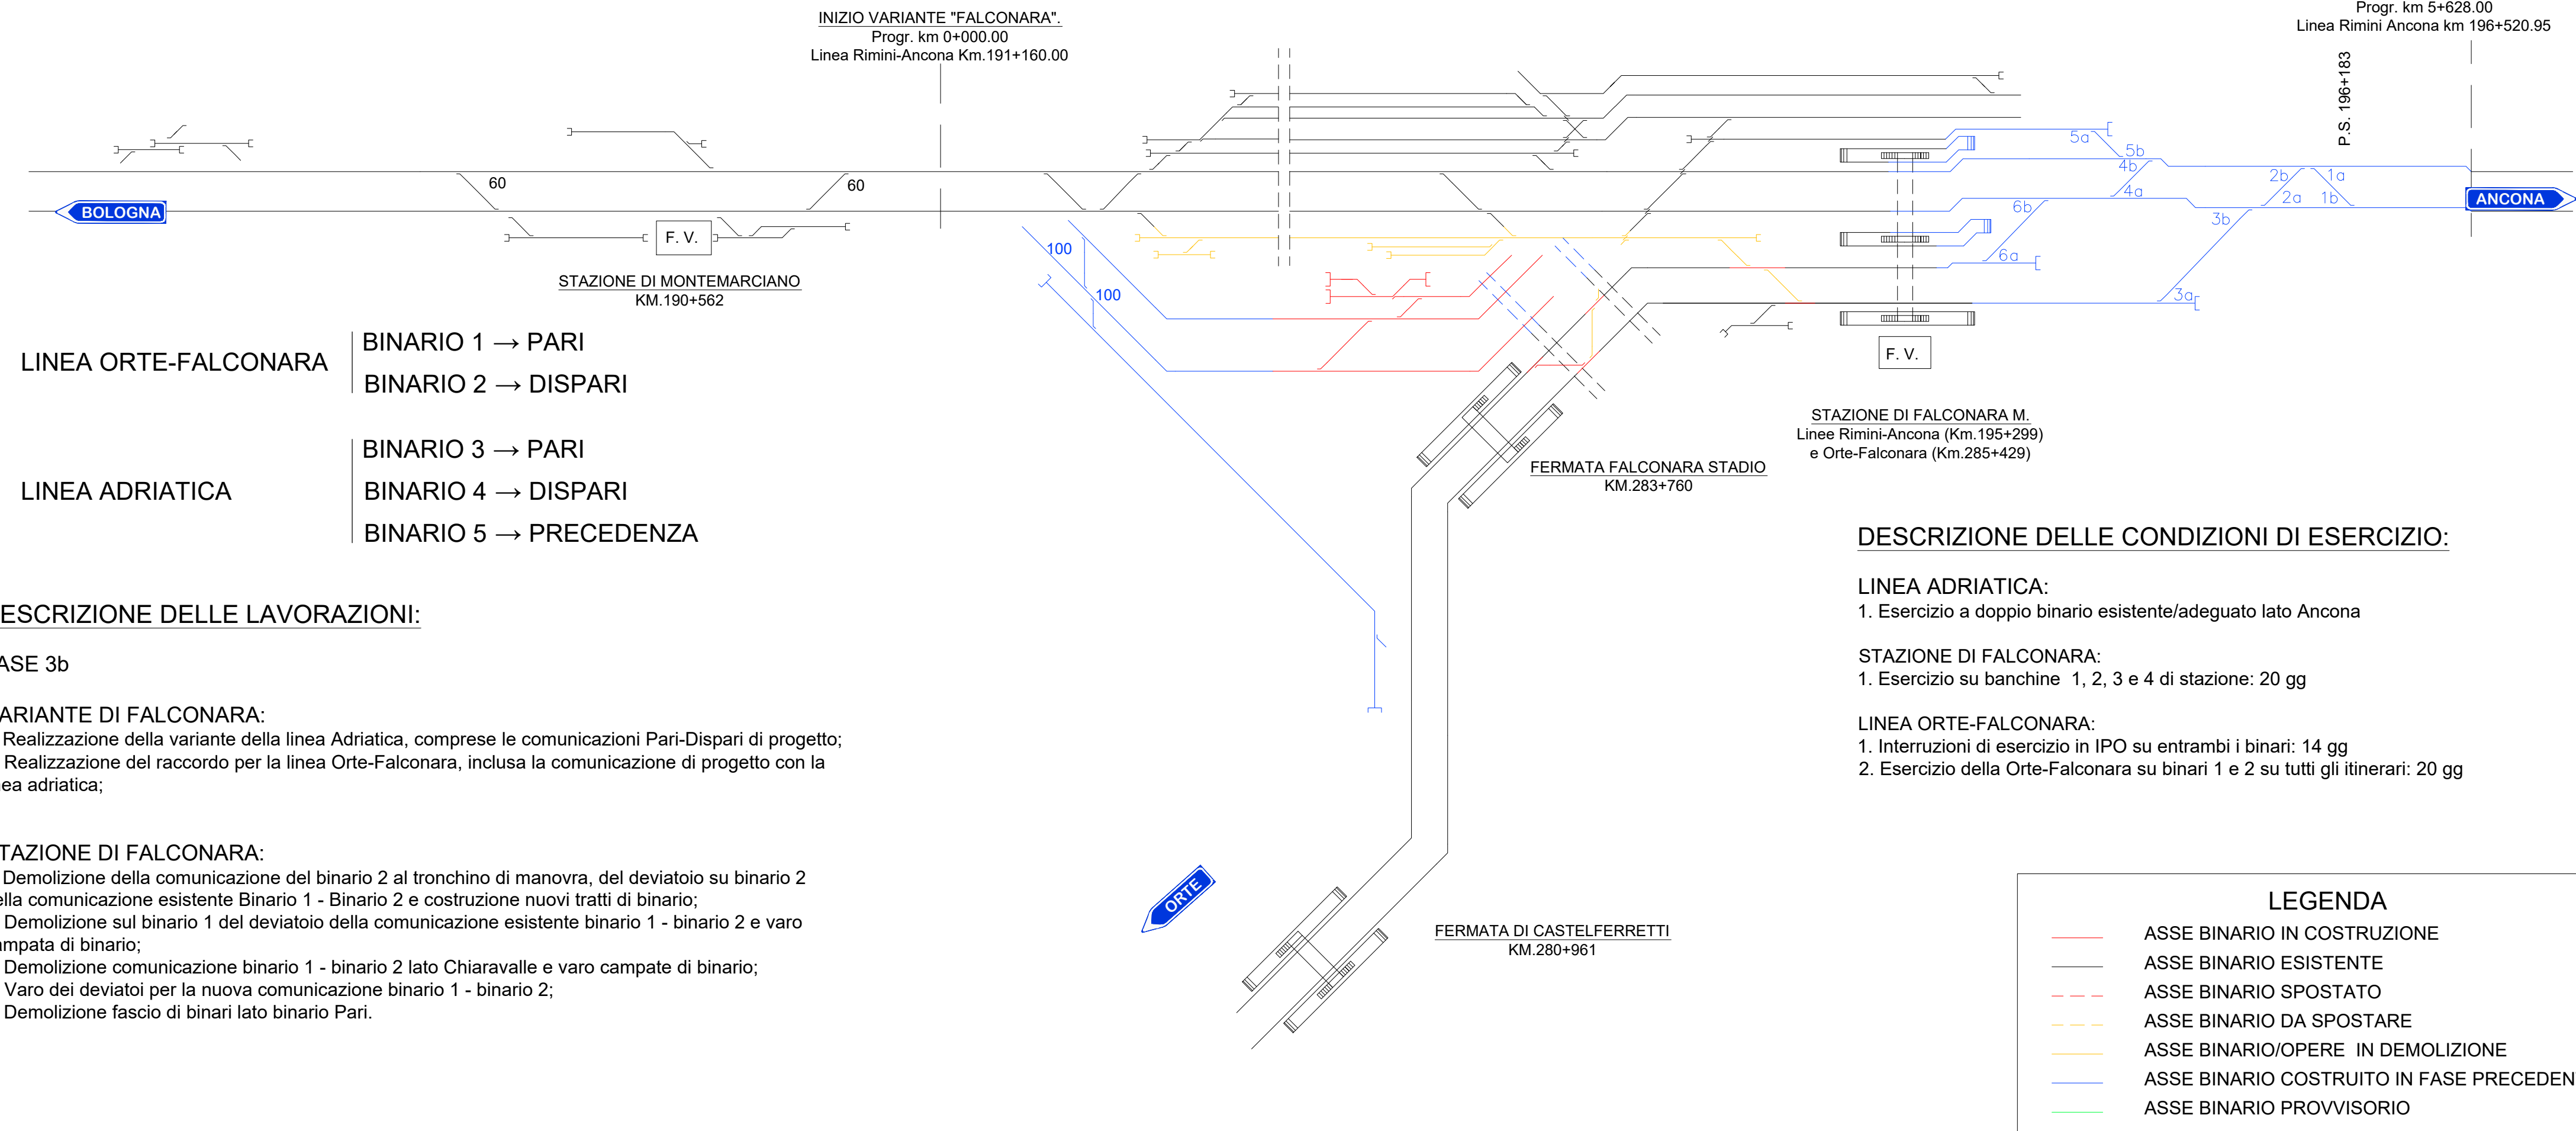 INIZIO VARIANTE "FALCONARA".
Progr. km 0+000.00
Linea Rimini-Ancona Km.191+160.00
Progr. km 5+628.00
Linea Rimini Ancona km 196+520.95
P.S. 196+183
60
60
BOLOGNA
F. V.
STAZIONE DI MONTEMARCIANO
KM.190+562
100
100
5a
5b
4b
4a
2b
1a
2a
1b
6b
3b
6a
3a
ANCONA
F. V.
STAZIONE DI FALCONARA M.
Linee Rimini-Ancona (Km.195+299)
e Orte-Falconara (Km.285+429)
FERMATA FALCONARA STADIO
KM.283+760
LINEA ORTE-FALCONARA
BINARIO 1 → PARI
BINARIO 2 → DISPARI
LINEA ADRIATICA
BINARIO 3 → PARI
BINARIO 4 → DISPARI
BINARIO 5 → PRECEDENZA
ESCRIZIONE DELLE LAVORAZIONI:
ASE 3b
ARIANTE DI FALCONARA:
Realizzazione della variante della linea Adriatica, comprese le comunicazioni Pari-Dispari di progetto;
Realizzazione del raccordo per la linea Orte-Falconara, inclusa la comunicazione di progetto con la
nea adriatica;
TAZIONE DI FALCONARA:
Demolizione della comunicazione del binario 2 al tronchino di manovra, del deviatoio su binario 2
ella comunicazione esistente Binario 1 - Binario 2 e costruzione nuovi tratti di binario;
Demolizione sul binario 1 del deviatoio della comunicazione esistente binario 1 - binario 2 e varo
ampata di binario;
Demolizione comunicazione binario 1 - binario 2 lato Chiaravalle e varo campate di binario;
Varo dei deviatoi per la nuova comunicazione binario 1 - binario 2;
Demolizione fascio di binari lato binario Pari.
ORTE
FERMATA DI CASTELFERRETTI
KM.280+961
DESCRIZIONE DELLE CONDIZIONI DI ESERCIZIO:
LINEA ADRIATICA:
1. Esercizio a doppio binario esistente/adeguato lato Ancona
STAZIONE DI FALCONARA:
1. Esercizio su banchine 1, 2, 3 e 4 di stazione: 20 gg
LINEA ORTE-FALCONARA:
1. Interruzioni di esercizio in IPO su entrambi i binari: 14 gg
2. Esercizio della Orte-Falconara su binari 1 e 2 su tutti gli itinerari: 20 gg
LEGENDA
ASSE BINARIO IN COSTRUZIONE
ASSE BINARIO ESISTENTE
ASSE BINARIO SPOSTATO
ASSE BINARIO DA SPOSTARE
ASSE BINARIO/OPERE IN DEMOLIZIONE
ASSE BINARIO COSTRUITO IN FASE PRECEDEN
ASSE BINARIO PROVVISORIO